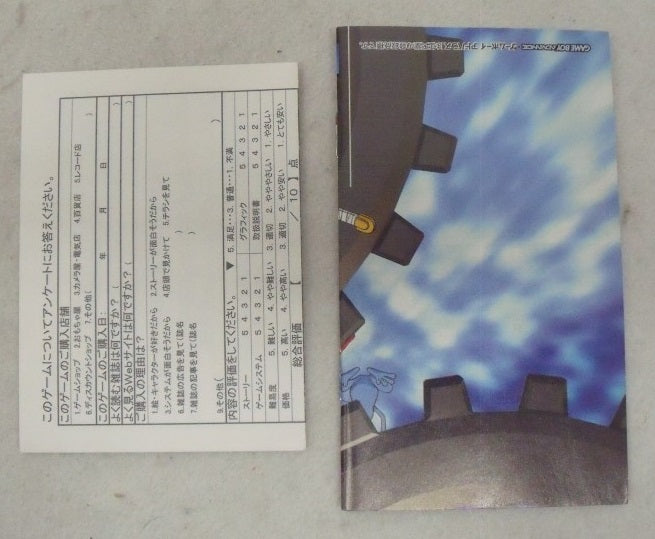 このゲームについてアンケートにお答えください。
このゲームのご購入店舗
1.ゲームショップ 2.おもちゃ屋 3.カメラ屋・電気店 4.百貨店 5.レコード店
6.ディスカウントショップ 7.その他( )
このゲームのご購入日: 年 月 日
よく読む雑誌は何ですか?( )
よく見るWebサイトは何ですか?( )
ご購入の理由は?
1.絵・キャラクターが好きだから 2.ストーリーが面白そうだから
3.システムが面白そうだから 4.店頭で見かけて 5.チラシを見て
6.雑誌の広告を見て(誌名 )
7.雑誌の記事を見て(誌名 )
9.その他( )
内容の評価をしてください。 ▼ 5.満足・・・3.普通・・・1.不満
ストーリー 5 4 3 2 1 グラフィック 5 4 3 2 1
ゲームシステム 5 4 3 2 1 取扱説明書 5 4 3 2 1
難易度 5.難しい 4.やや難しい 3.適切 2.ややさしい 1.やさしい
価格 5.高い 4.やや高い 3.適切 2.やや安い 1.とても安い
総合評価 [ / 10 ] 点
GAME BOY ADVANCE